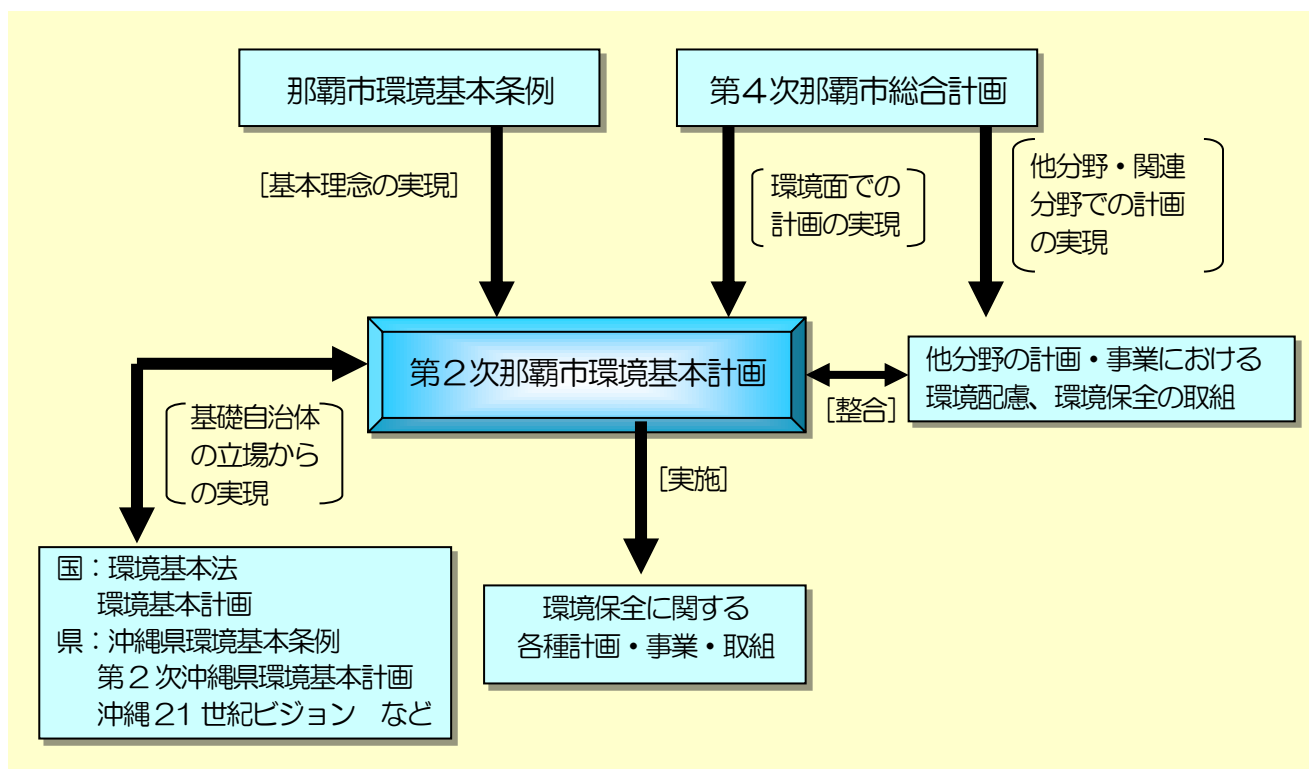 那覇市環境基本条例
第4次那覇市総合計画
[基本理念の実現]
環境面での
計画の実現
他分野・関連
分野での計画
の実現
第2次那覇市環境基本計画
他分野の計画・事業における
環境配慮、環境保全の取組
[整合]
基礎自治体
の立場から
の実現
[実施]
国：環境基本法
環境基本計画
県：沖縄県環境基本条例
第2次沖縄県環境基本計画
沖縄21世紀ビジョン　など
環境保全に関する
各種計画・事業・取組